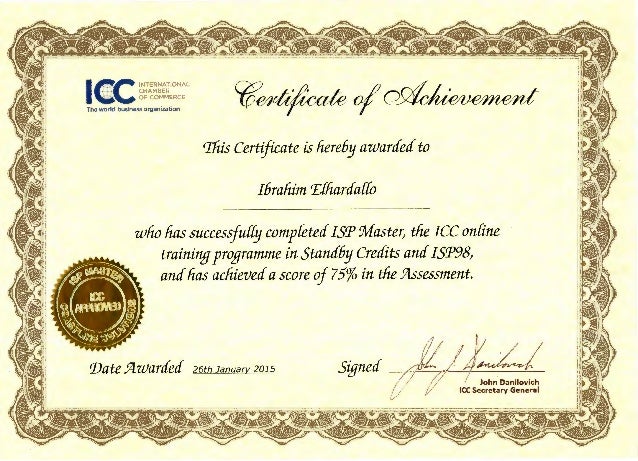 ICC INTERNATIONAL
CHAMBER
OF COMMERCE
The world business organization
Certificate of Achievement
This Certificate is hereby awarded to
Ibrahim Elhardallo
who has successfully completed ISP Master, the ICC online
training programme in Standby Credits and ISP98,
and has achieved a score of 75% in the Assessment.
ISP MASTER
ICC
APPROVED
Date Awarded 26th January 2015
Signed John J Danilovich
John Danilovich
ICC Secretary General